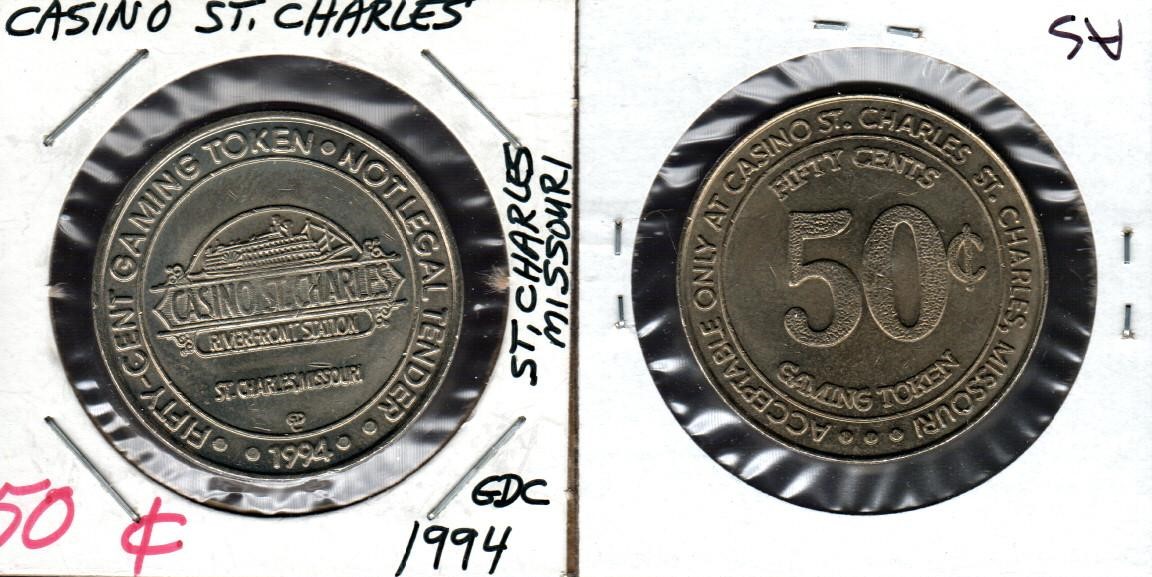 CASINO ST. CHARLES
FIFTY-CENT GAMING TOKEN • NOT LEGAL TENDER
CASINO ST. CHARLES
RIVERFRONT STATION
ST. CHARLES, MISSOURI
• • 1994 • •
ST. CHARLES
MISSOURI
50 ¢
GDC
1994
ACCEPTABLE ONLY AT CASINO ST. CHARLES ST. CHARLES, MISSOURI • • •
FIFTY CENTS
50¢
GAMING TOKEN